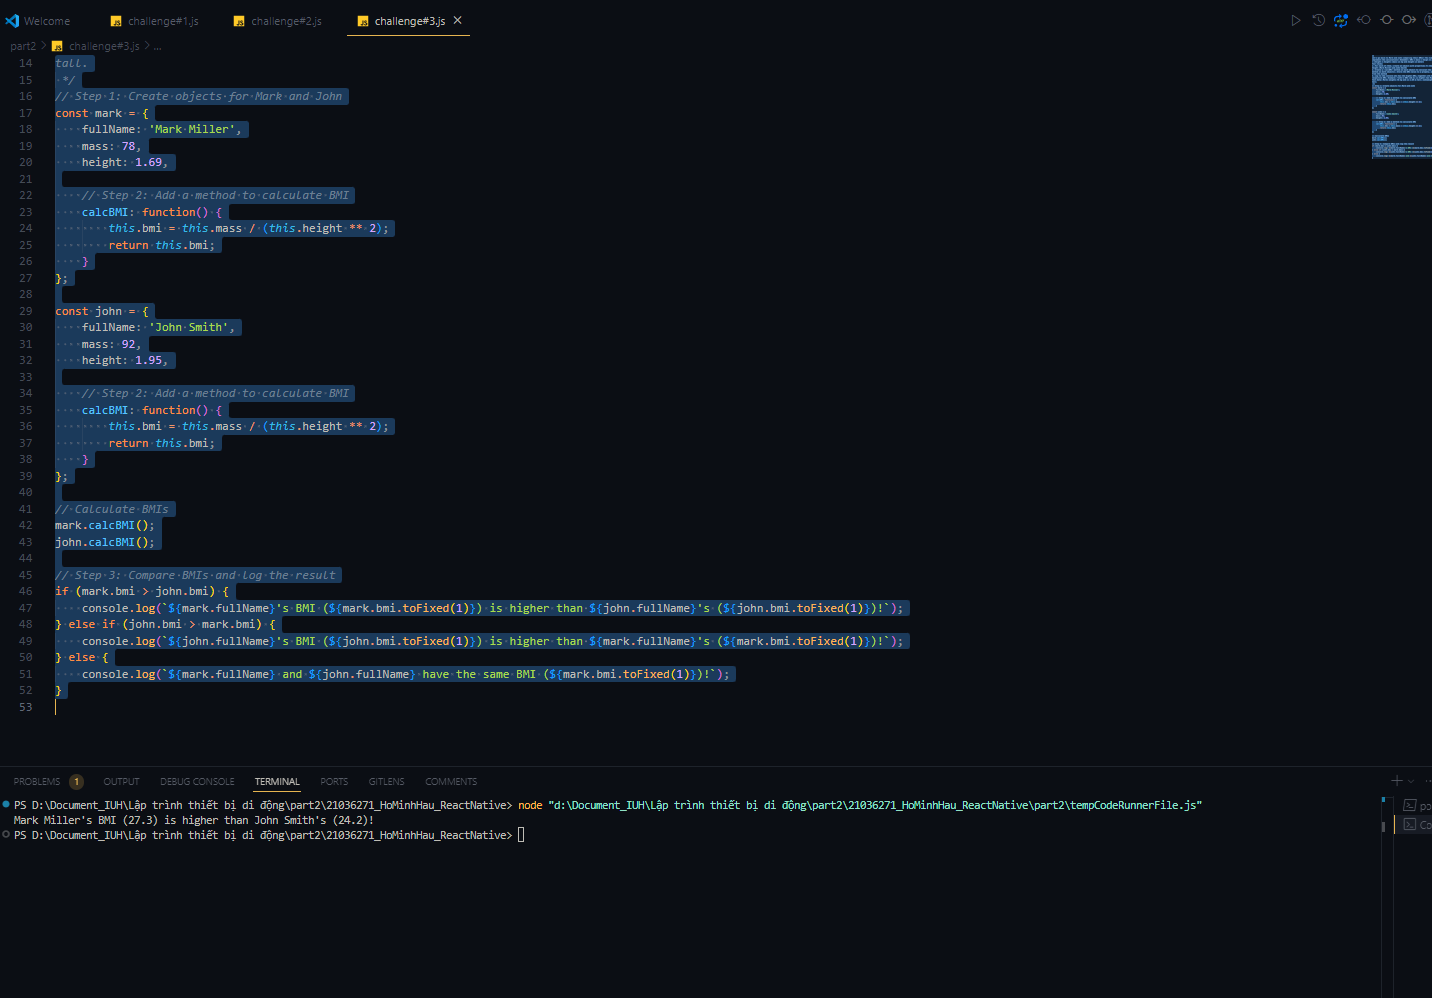 Welcome
challenge#1.js
challenge#2.js
challenge#3.js
part2 > challenge#3.js > ...
14 tall.
15 */
16 // Step 1: Create objects for Mark and John
17 const mark = {
18 fullName: 'Mark Miller',
19 mass: 78,
20 height: 1.69,
21
22 // Step 2: Add a method to calculate BMI
23 calcBMI: function() {
24 this.bmi = this.mass / (this.height ** 2);
25 return this.bmi;
26 }
27 };
28
29 const john = {
30 fullName: 'John Smith',
31 mass: 92,
32 height: 1.95,
33
34 // Step 2: Add a method to calculate BMI
35 calcBMI: function() {
36 this.bmi = this.mass / (this.height ** 2);
37 return this.bmi;
38 }
39 };
40
41 // Calculate BMIs
42 mark.calcBMI();
43 john.calcBMI();
44
45 // Step 3: Compare BMIs and log the result
46 if (mark.bmi > john.bmi) {
47 console.log(`${mark.fullName}'s BMI (${mark.bmi.toFixed(1)}) is higher than ${john.fullName}'s (${john.bmi.toFixed(1)})!`);
48 } else if (john.bmi > mark.bmi) {
49 console.log(`${john.fullName}'s BMI (${john.bmi.toFixed(1)}) is higher than ${mark.fullName}'s (${mark.bmi.toFixed(1)})!`);
50 } else {
51 console.log(`${mark.fullName} and ${john.fullName} have the same BMI (${mark.bmi.toFixed(1)})!`);
52 }
53
PROBLEMS 1 OUTPUT DEBUG CONSOLE TERMINAL PORTS GITLENS COMMENTS
PS D:\Document_IUH\Lập trình thiết bị di động\part2\21036271_HoMinhHau_ReactNative> node "d:\Document_IUH\Lập trình thiết bị di động\part2\21036271_HoMinhHau_ReactNative\part2\tempCodeRunnerFile.js"
Mark Miller's BMI (27.3) is higher than John Smith's (24.2)!
PS D:\Document_IUH\Lập trình thiết bị di động\part2\21036271_HoMinhHau_ReactNative>